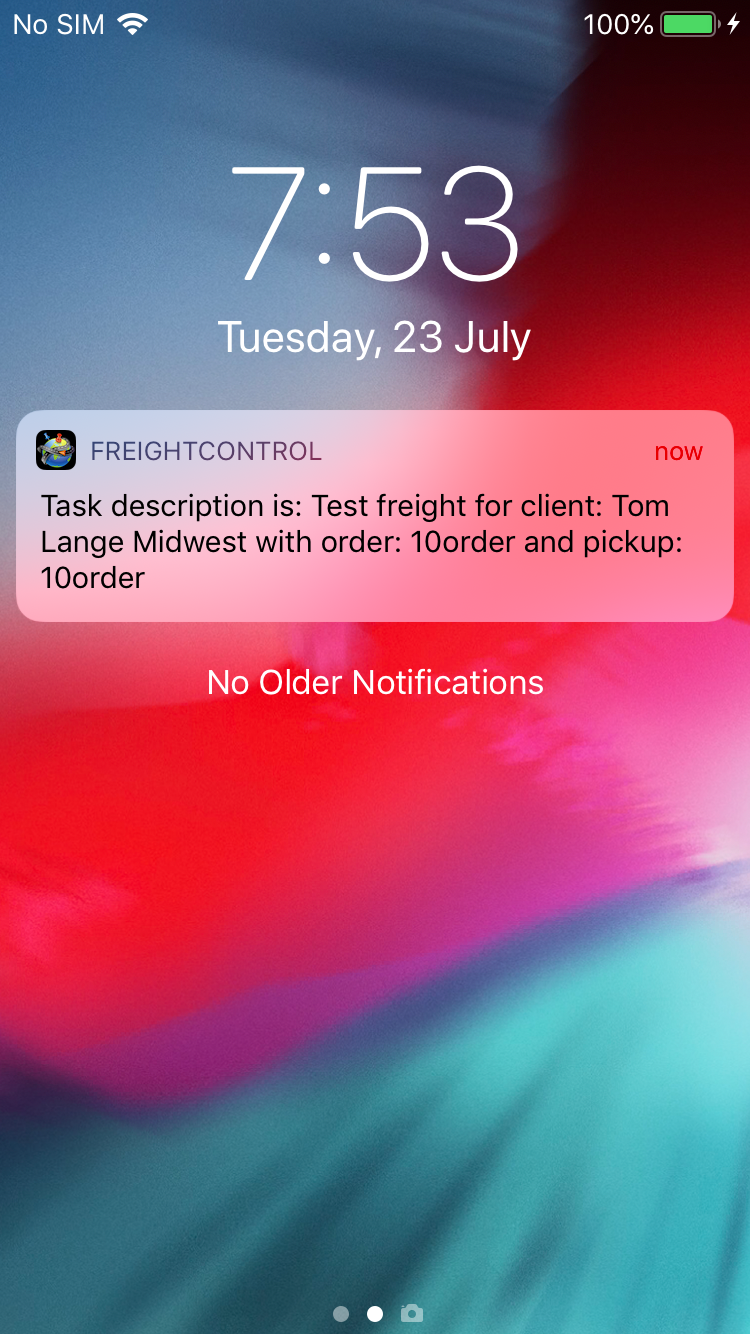 No SIM 100%
7:53
Tuesday, 23 July
FREIGHTCONTROL now
Task description is: Test freight for client: Tom
Lange Midwest with order: 10order and pickup:
10order
No Older Notifications